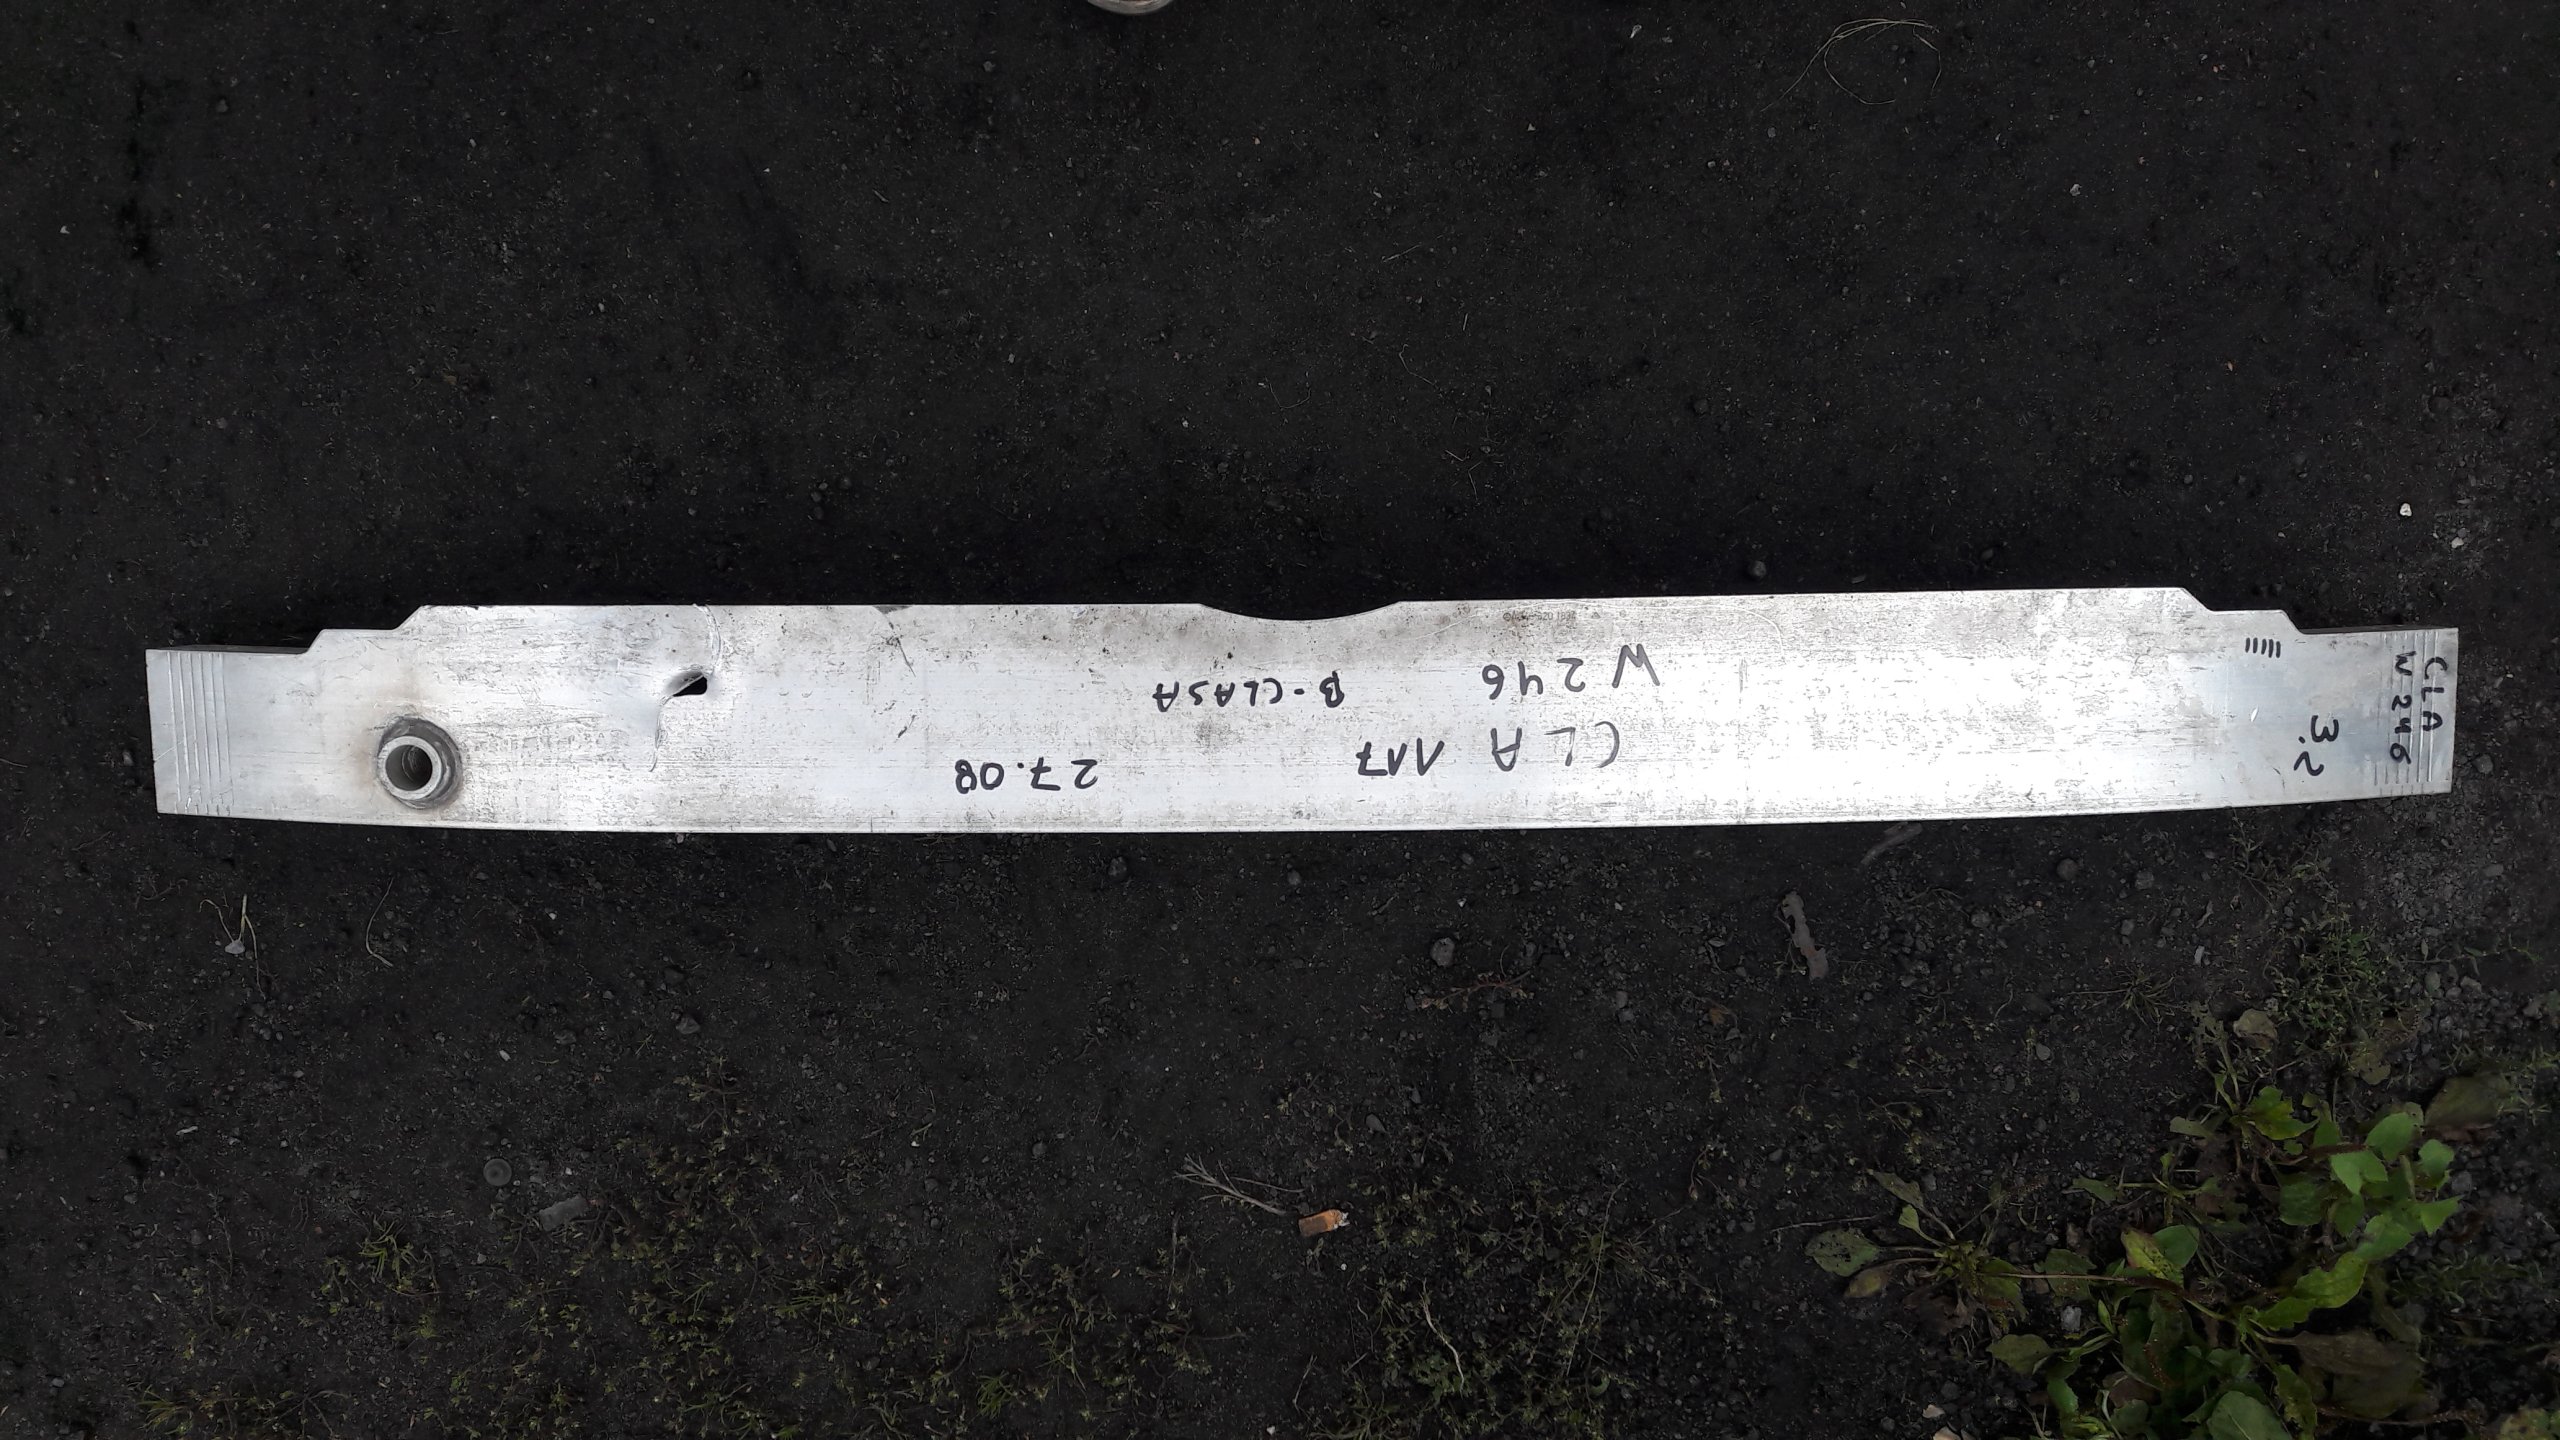 W 246 B-CLASA
CLA 117
27.08
CLA
W 246
3.2